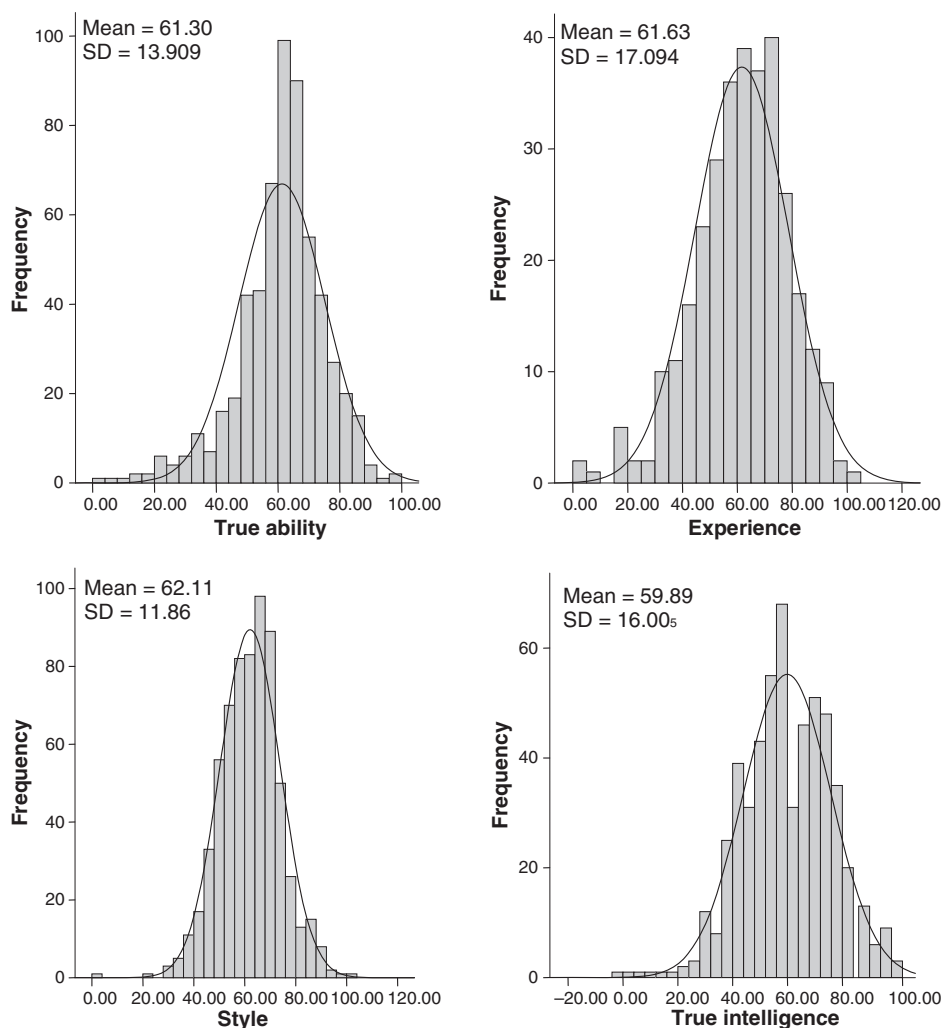 Mean = 61.30
SD = 13.909
Frequency
100
80
60
40
20
0
0.00 20.00 40.00 60.00 80.00 100.00
True ability
Mean = 61.63
SD = 17.094
Frequency
40
30
20
10
0
0.00 20.00 40.00 60.00 80.00 100.00 120.00
Experience
Mean = 62.11
SD = 11.86
Frequency
100
80
60
40
20
0
0.00 20.00 40.00 60.00 80.00 100.00 120.00
Style
Mean = 59.89
SD = 16.005
Frequency
60
40
20
0
−20.00 0.00 20.00 40.00 60.00 80.00 100.00
True intelligence